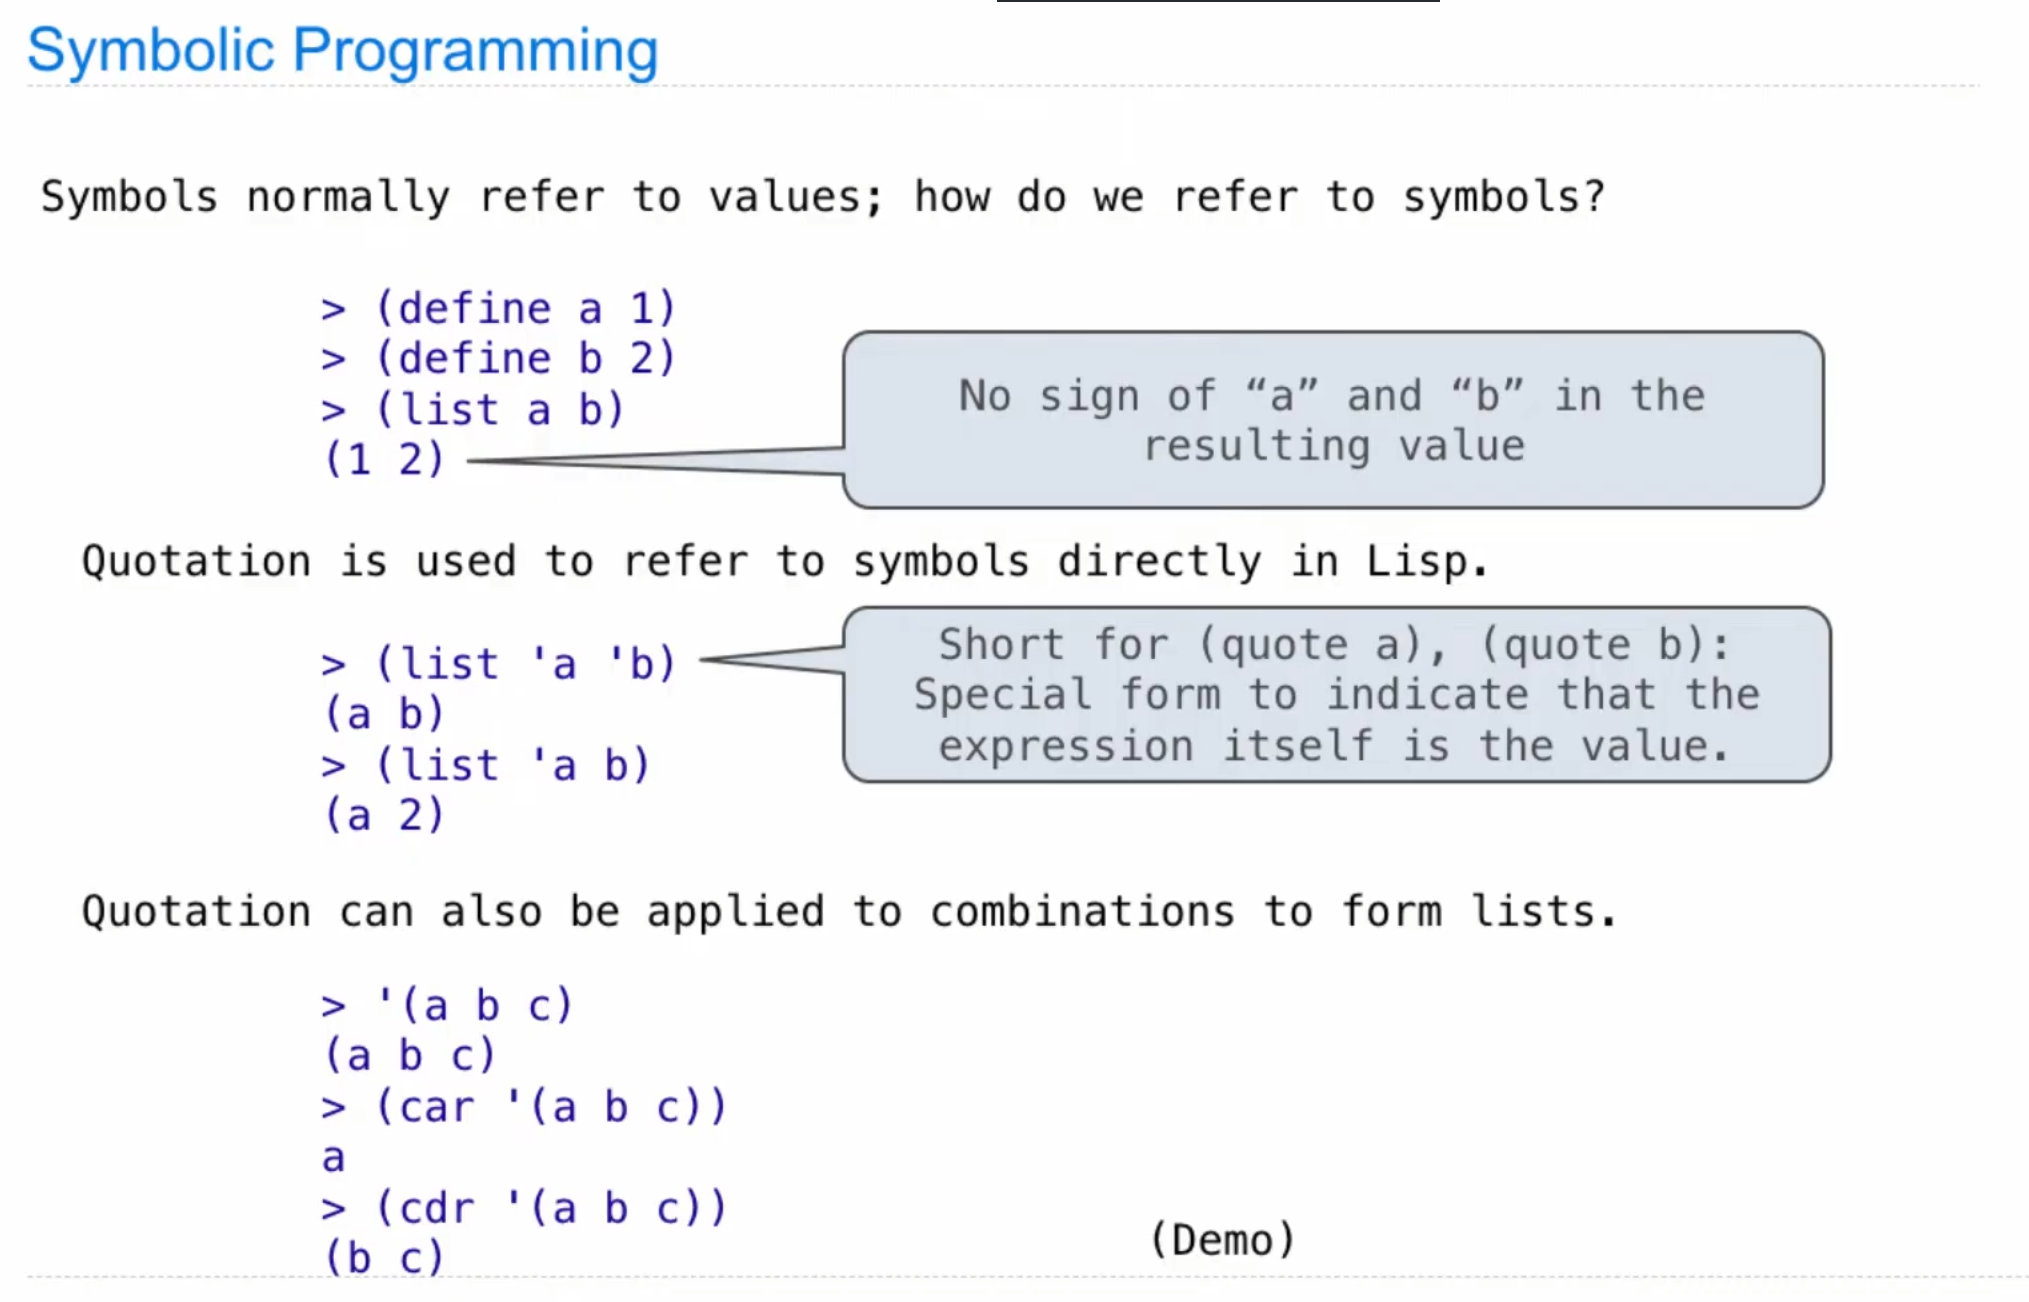 Symbolic Programming
Symbols normally refer to values; how do we refer to symbols?
> (define a 1)
> (define b 2)
> (list a b)
(1 2)
No sign of “a” and “b” in the
resulting value
Quotation is used to refer to symbols directly in Lisp.
> (list 'a 'b)
(a b)
> (list 'a b)
(a 2)
Short for (quote a), (quote b):
Special form to indicate that the
expression itself is the value.
Quotation can also be applied to combinations to form lists.
> '(a b c)
(a b c)
> (car '(a b c))
a
> (cdr '(a b c))
(b c)
(Demo)